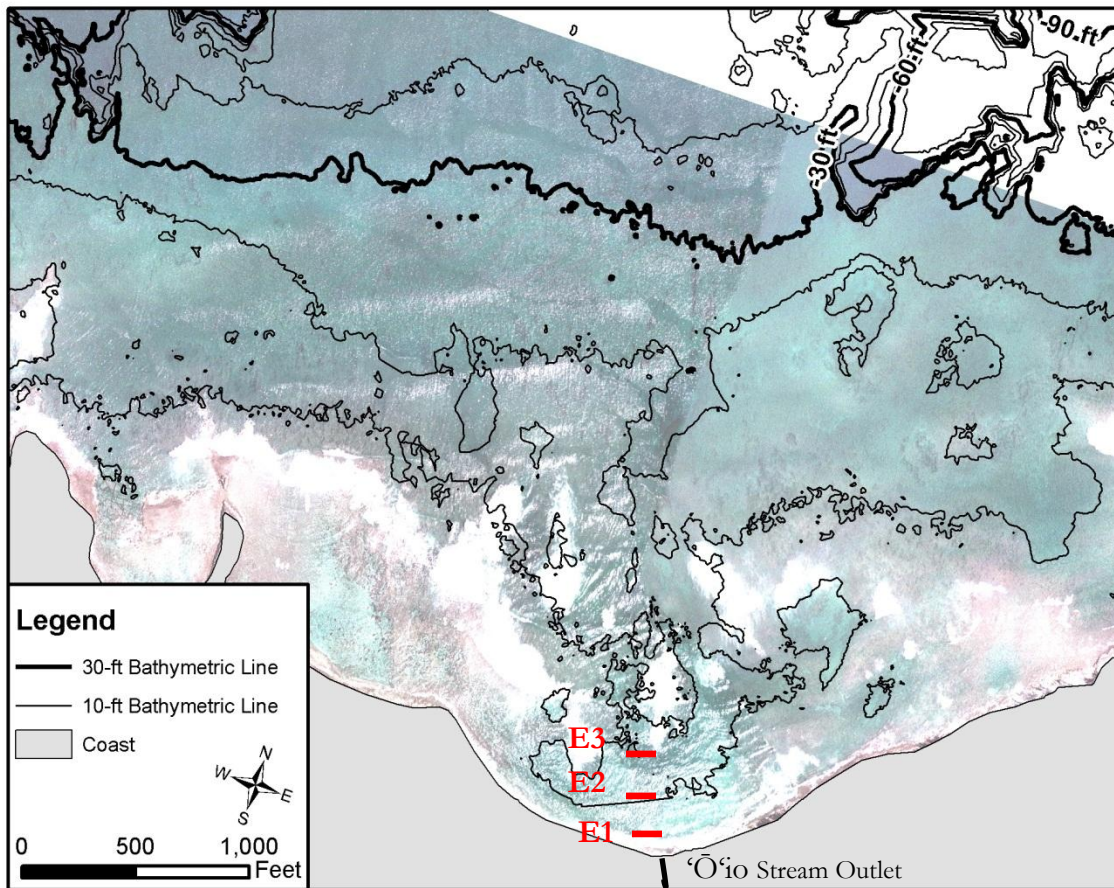 -90 ft
-60 ft
-30 ft
E3
E2
E1
ʻŌʻio Stream Outlet
Legend
30-ft Bathymetric Line
10-ft Bathymetric Line
Coast
N
W
E
S
0 500 1,000
Feet